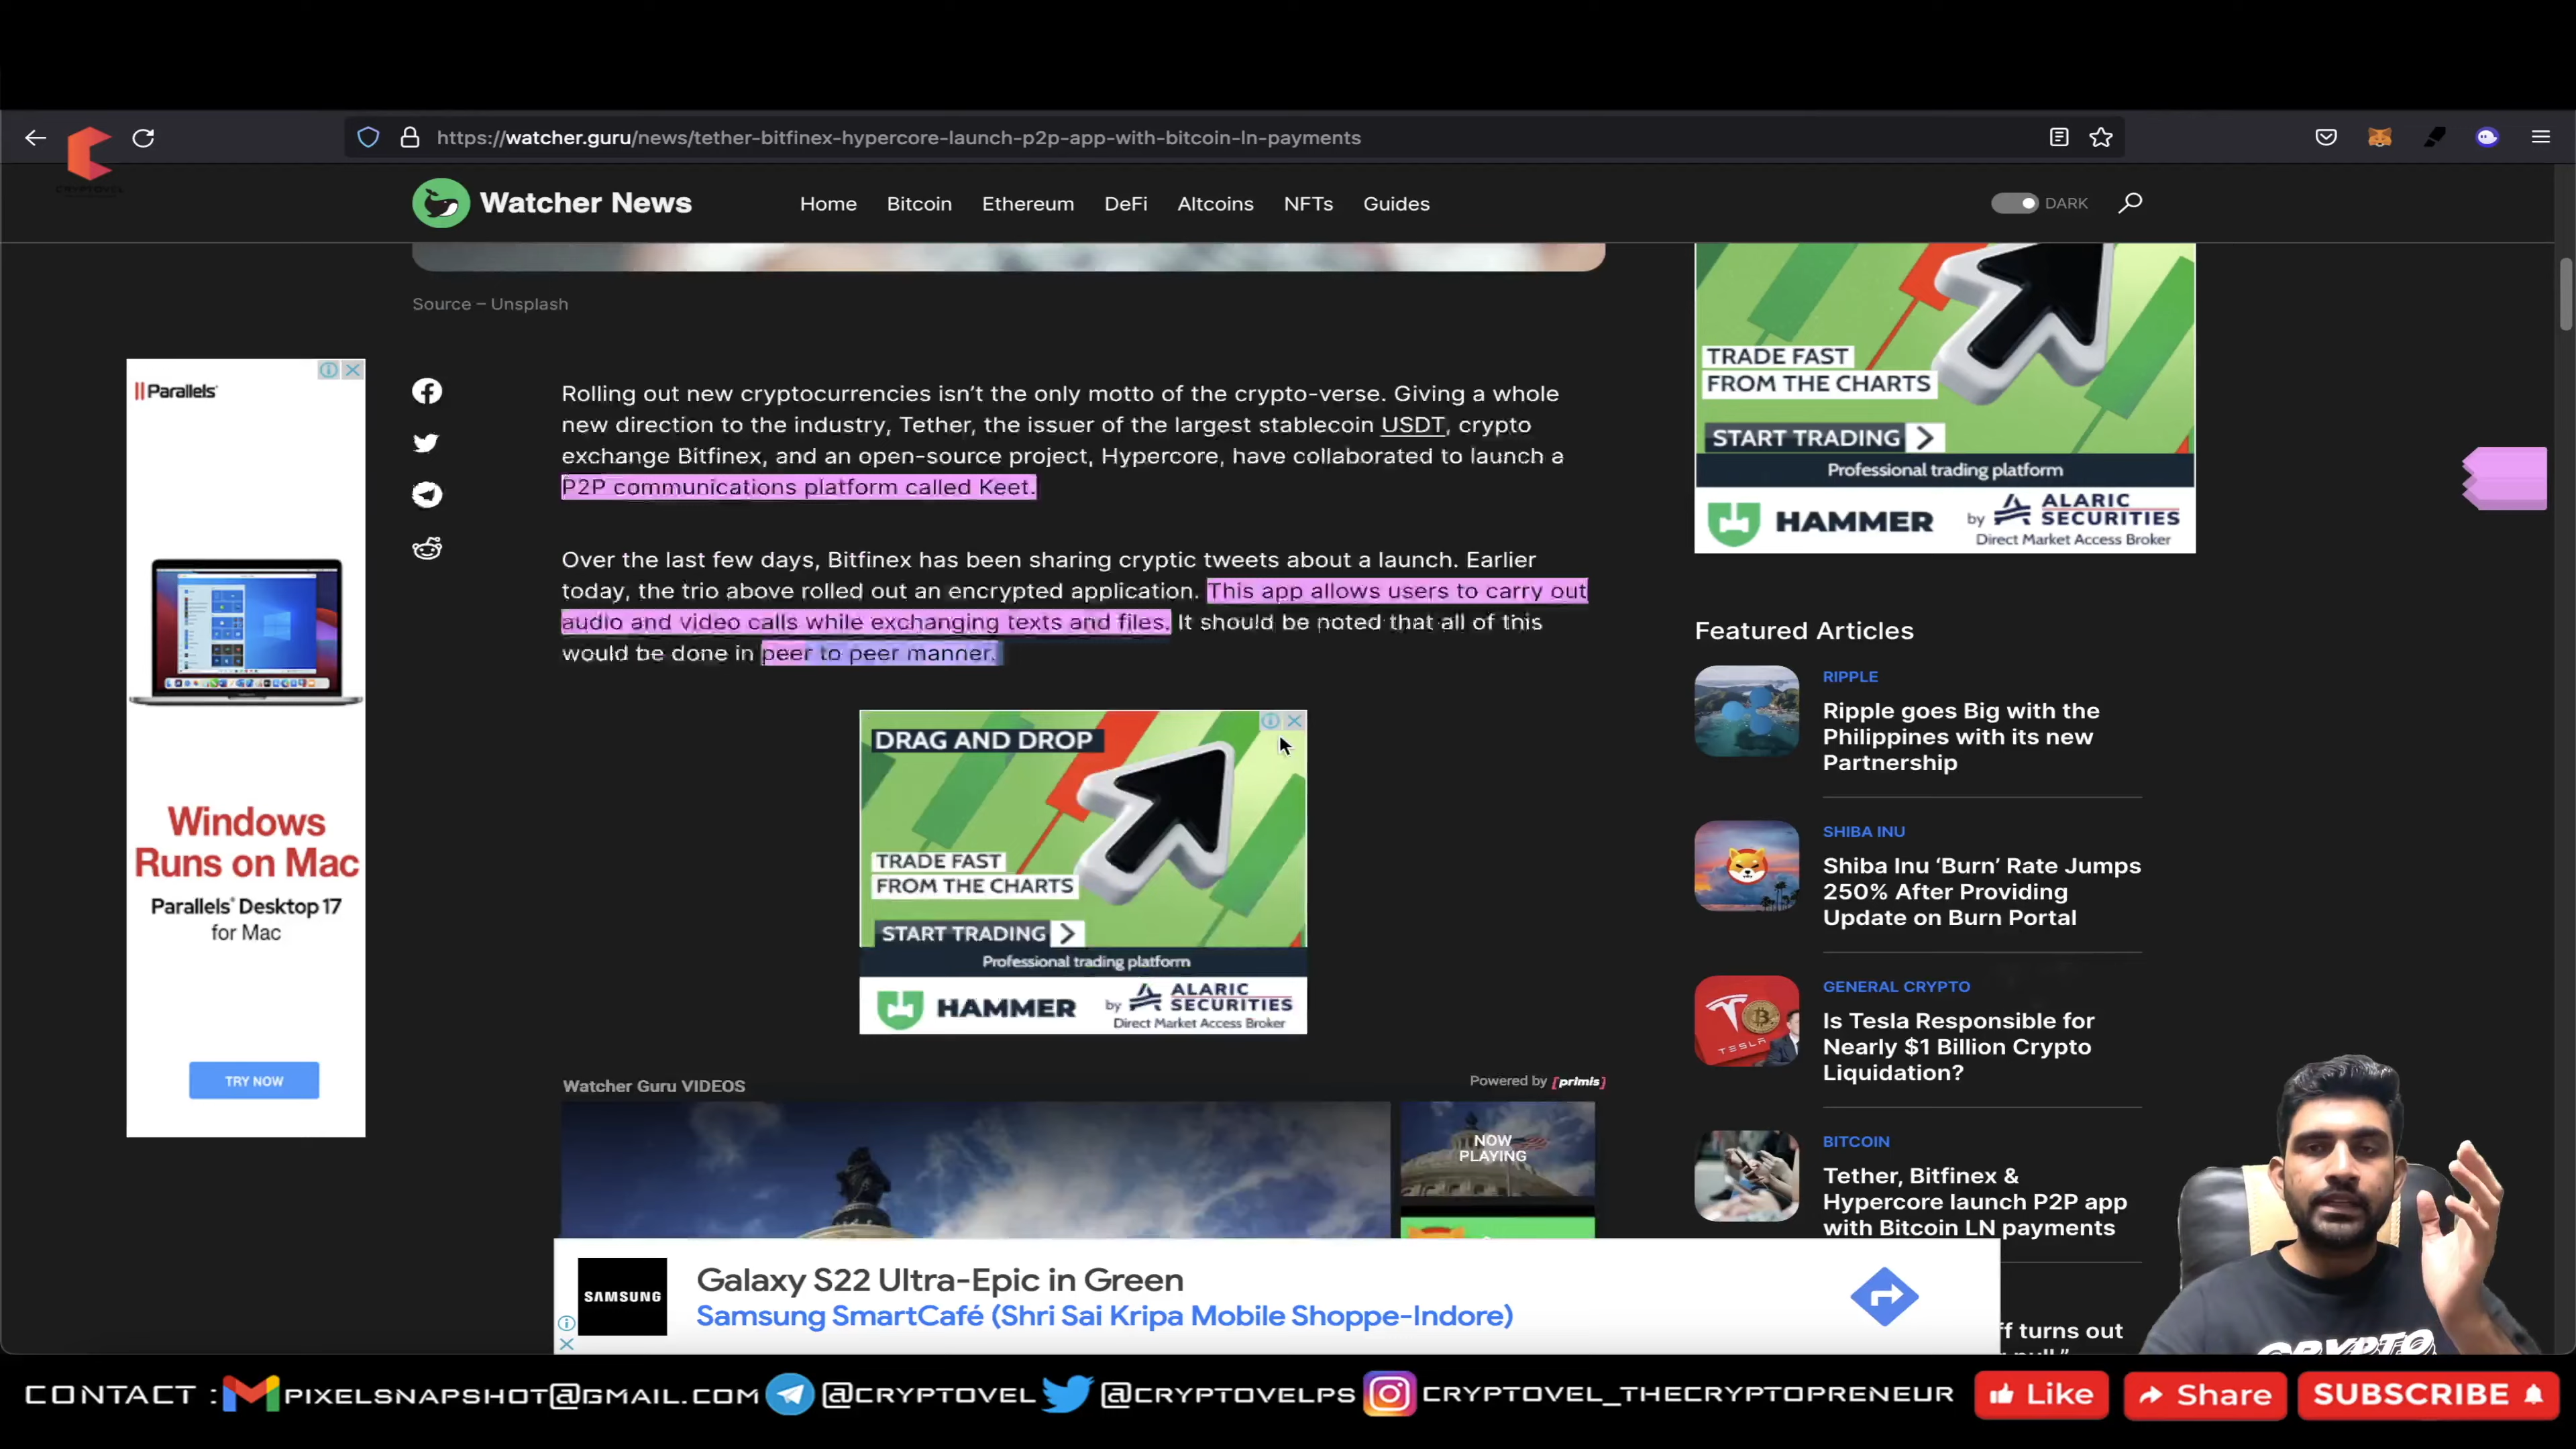 CRYPTOVEL
https://watcher.guru/news/tether-bitfinex-hypercore-launch-p2p-app-with-bitcoin-ln-payments
Watcher News
Home Bitcoin Ethereum DeFi Altcoins NFTs Guides
DARK
Source – Unsplash
Parallels
Windows
Runs on Mac
Parallels® Desktop 17
for Mac
TRY NOW
Rolling out new cryptocurrencies isn’t the only motto of the crypto-verse. Giving a whole
new direction to the industry, Tether, the issuer of the largest stablecoin USDT, crypto
exchange Bitfinex, and an open-source project, Hypercore, have collaborated to launch a
P2P communications platform called Keet.
Over the last few days, Bitfinex has been sharing cryptic tweets about a launch. Earlier
today, the trio above rolled out an encrypted application. This app allows users to carry out
audio and video calls while exchanging texts and files. It should be noted that all of this
would be done in peer to peer manner.
DRAG AND DROP
TRADE FAST
FROM THE CHARTS
START TRADING
Professional trading platform
HAMMER by ALARIC
SECURITIES
Direct Market Access Broker
Watcher Guru VIDEOS
Powered by [primis]
NOW
PLAYING
TRADE FAST
FROM THE CHARTS
START TRADING
Professional trading platform
HAMMER by ALARIC
SECURITIES
Direct Market Access Broker
Featured Articles
RIPPLE
Ripple goes Big with the
Philippines with its new
Partnership
SHIBA INU
Shiba Inu ‘Burn’ Rate Jumps
250% After Providing
Update on Burn Portal
TESLA
GENERAL CRYPTO
Is Tesla Responsible for
Nearly $1 Billion Crypto
Liquidation?
BITCOIN
Tether, Bitfinex &
Hypercore launch P2P app
with Bitcoin LN payments
ff turns out
CRYPTO
SAMSUNG
Galaxy S22 Ultra-Epic in Green
Samsung SmartCafé (Shri Sai Kripa Mobile Shoppe-Indore)
CONTACT : PIXELSNAPSHOT@GMAIL.COM @CRYPTOVEL @CRYPTOVELPS CRYPTOVEL_THECRYPTOPRENEUR Like Share SUBSCRIBE